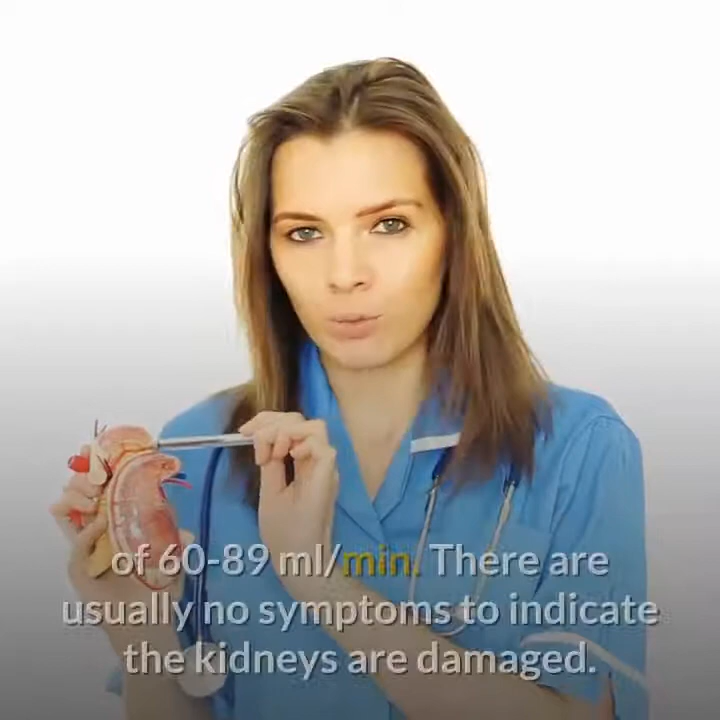 of 60-89 ml/min. There are
usually no symptoms to indicate
the kidneys are damaged.